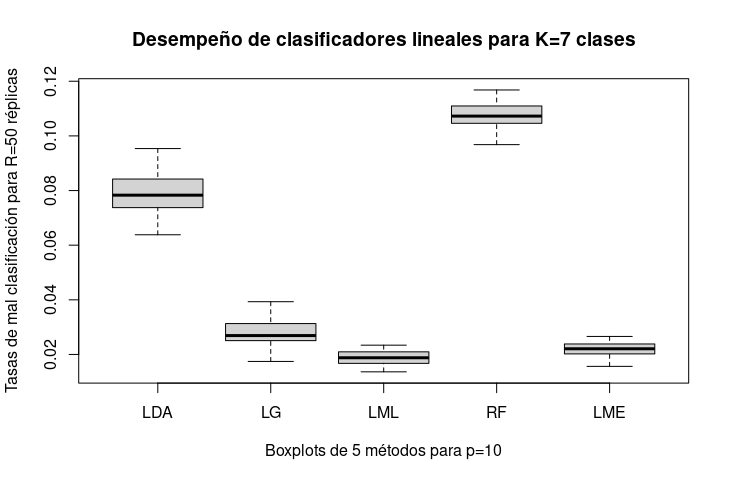 Desempeño de clasificadores lineales para K=7 clases
Tasas de mal clasificación para R=50 réplicas
0.12
0.10
0.08
0.06
0.04
0.02
LDA LG LML RF LME
Boxplots de 5 métodos para p=10